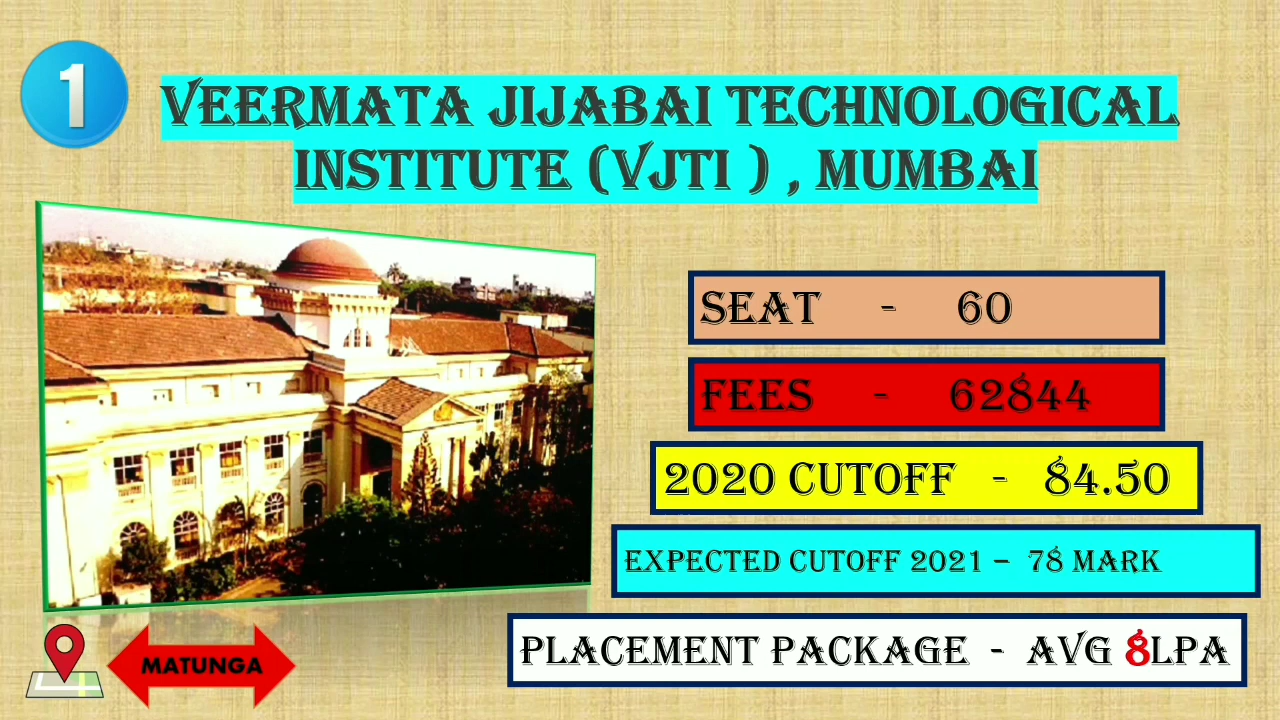 1
VEERMATA JIJABAI TECHNOLOGICAL
INSTITUTE (VJTI ) , MUMBAI
SEAT - 60
FEES - 62844
2020 CUTOFF - 84.50
EXPECTED CUTOFF 2021 – 78 MARK
PLACEMENT PACKAGE - AVG 8LPA
MATUNGA